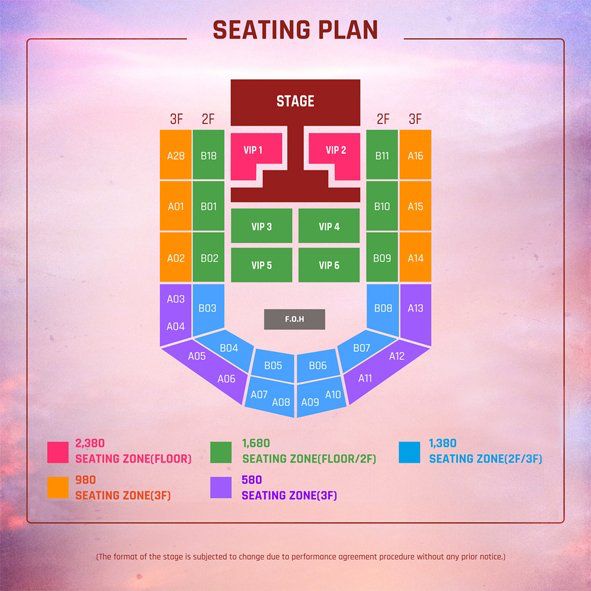 SEATING PLAN
STAGE
3F 2F 2F 3F
VIP 1 VIP 2
A28 B18 B11 A16
A01 B01 B10 A15
VIP 3 VIP 4
A02 B02 VIP 5 VIP 6 B09 A14
A03 B03 B08 A13
A04
F.O.H
A05 B04 B07 A12
B05 B06
A06 A11
A07 A08 A09 A10
2,380
SEATING ZONE(FLOOR)
1,680
SEATING ZONE(FLOOR/2F)
1,380
SEATING ZONE(2F/3F)
980
SEATING ZONE(3F)
580
SEATING ZONE(3F)
(The format of the stage is subjected to change due to performance agreement procedure without any prior notice.)